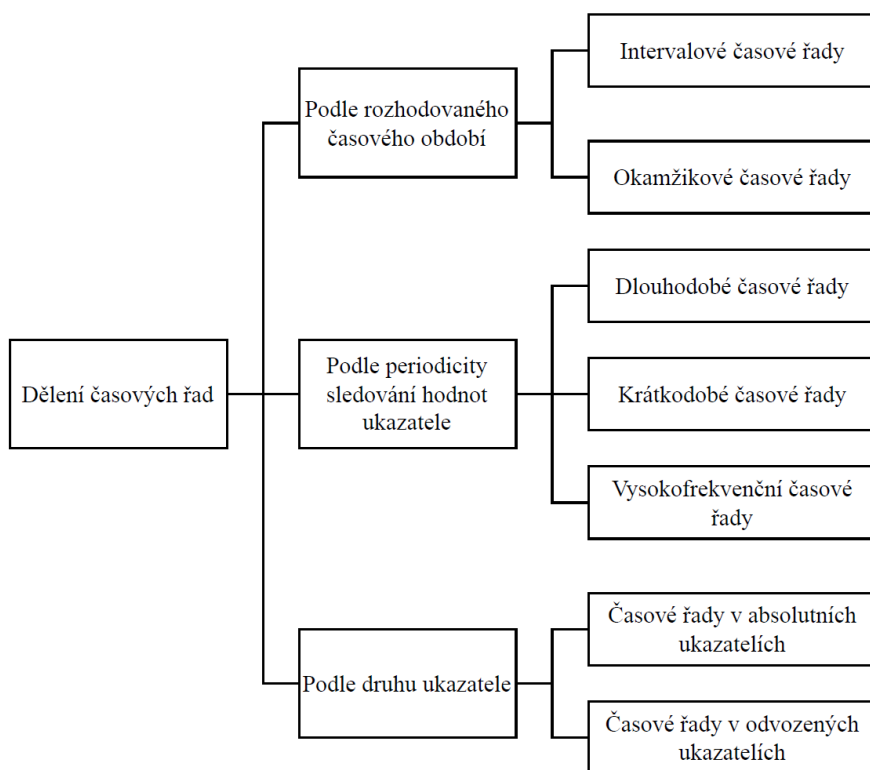 Dělení časových řad
Podle rozhodovaného
časového období
Intervalové časové řady
Okamžikové časové řady
Podle periodicity
sledování hodnot
ukazatele
Dlouhodobé časové řady
Krátkodobé časové řady
Vysokofrekvenční časové
řady
Podle druhu ukazatele
Časové řady v absolutních
ukazatelích
Časové řady v odvozených
ukazatelích